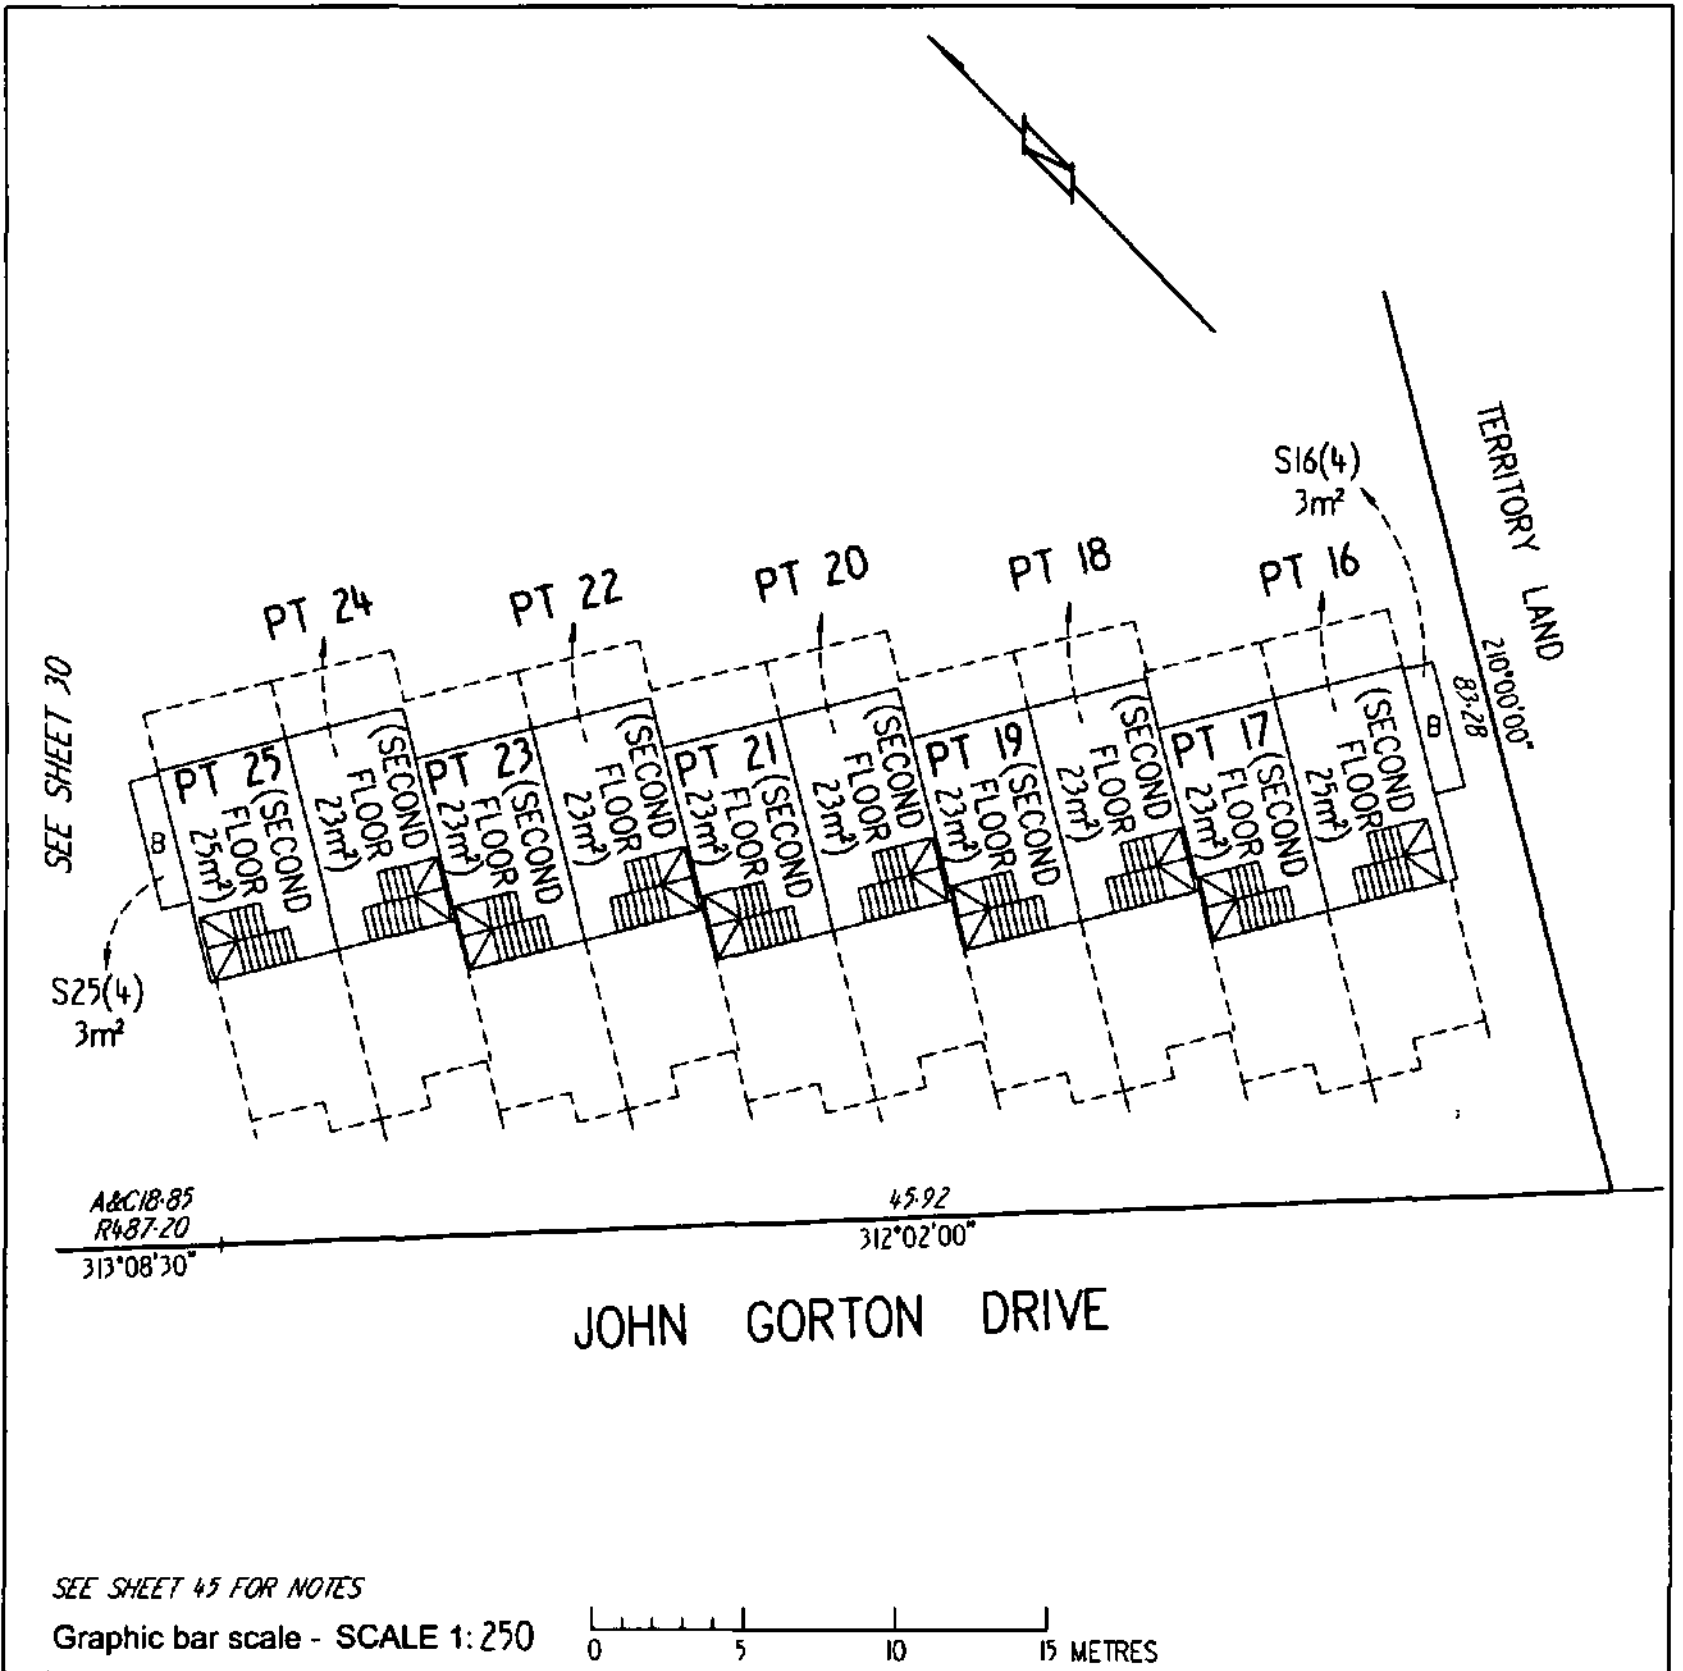 TERRITORY LAND
S16(4)
3m²
PT 24
PT 22
PT 20
PT 18
PT 16
SEE SHEET 30
210°00'00"
83·28
PT 25
(SECOND
FLOOR
25m²)
(SECOND
FLOOR
23m²)
PT 23
(SECOND
FLOOR
23m²)
(SECOND
FLOOR
23m²)
PT 21
(SECOND
FLOOR
23m²)
(SECOND
FLOOR
23m²)
PT 19
(SECOND
FLOOR
23m²)
(SECOND
FLOOR
23m²)
PT 17
(SECOND
FLOOR
23m²)
(SECOND
FLOOR
25m²)
B
B
S25(4)
3m²
A&C18·85
R487·20
313°08'30"
45·92
312°02'00"
JOHN GORTON DRIVE
SEE SHEET 45 FOR NOTES
Graphic bar scale - SCALE 1: 250
0 5 10 15 METRES